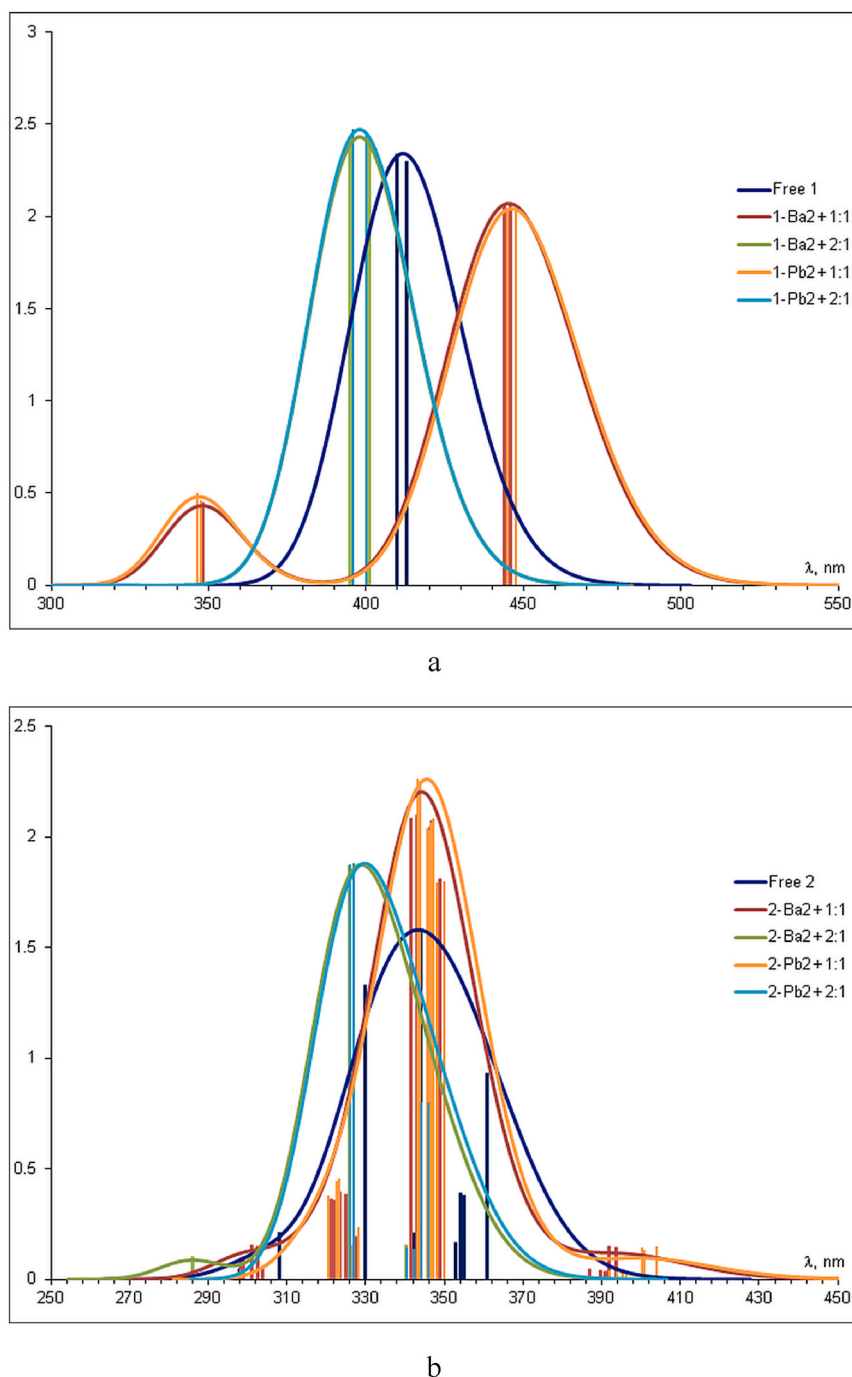 3
2.5
2
1.5
1
0.5
0
300
350
400
450
500
550
λ, nm
Free 1
1-Ba2+ 1:1
1-Ba2+ 2:1
1-Pb2+ 1:1
1-Pb2+ 2:1
a
2.5
2
1.5
1
0.5
0
250
270
290
310
330
350
370
390
410
430
450
λ, nm
Free 2
2-Ba2+ 1:1
2-Ba2+ 2:1
2-Pb2+ 1:1
2-Pb2+ 2:1
b